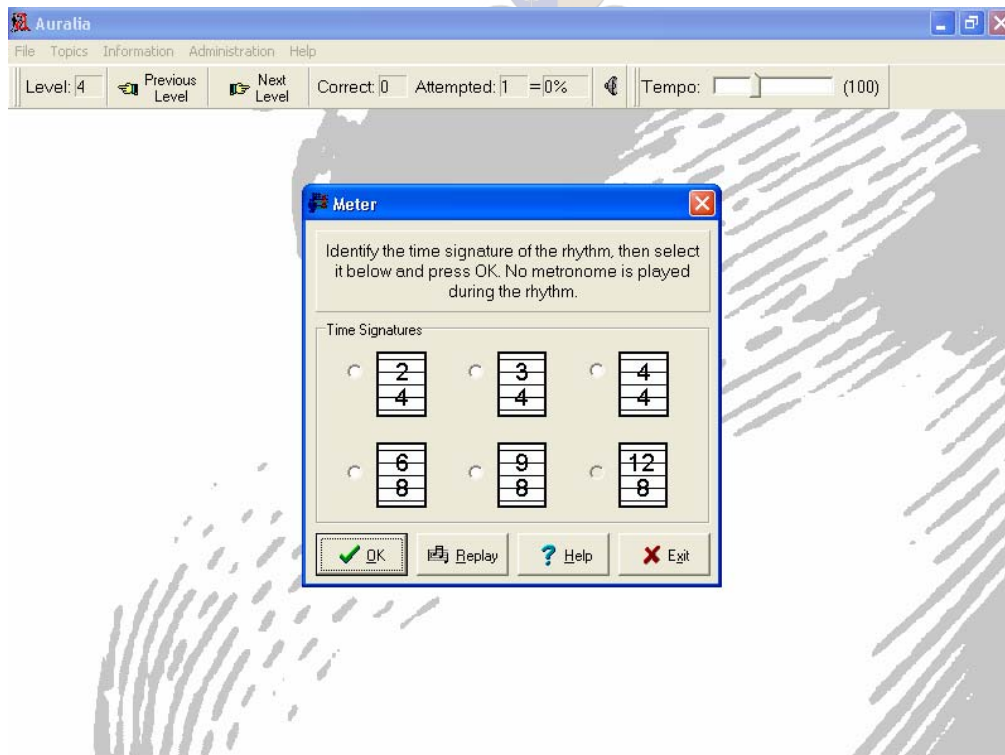 Auralia
File Topics Information Administration Help
Level: 4 Previous Level Next Level Correct: 0 Attempted: 1 =0% Tempo: (100)
Meter
Identify the time signature of the rhythm, then select
it below and press OK. No metronome is played
during the rhythm.
Time Signatures
2 3 4
4 4 4
6 9 12
8 8 8
OK Replay Help Exit